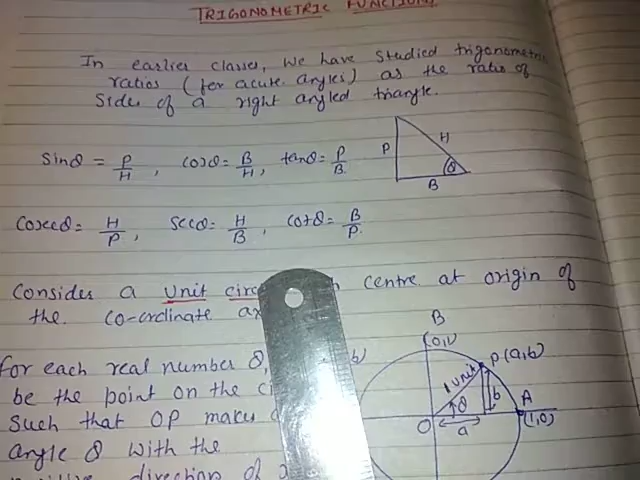 TRIGONOMETRIC FUNCTIONS
In earlier classes, we have studied trigonometric
ratios (for acute angles) as the ratio of
sides of a right angled triangle.
Sinθ = P/H, cosθ = B/H, tanθ = P/B
P
H
θ
B
Cosecθ = H/P, Secθ = H/B, cotθ = B/P.
Consider a unit circ centre at origin of
the co-ordinate
B
(0,1)
For each real number θ, b)
P(a,b)
be the point on the
1 unit
b
A
Such that OP makes
θ
O
a
(1,0)
angle θ with the
direction of